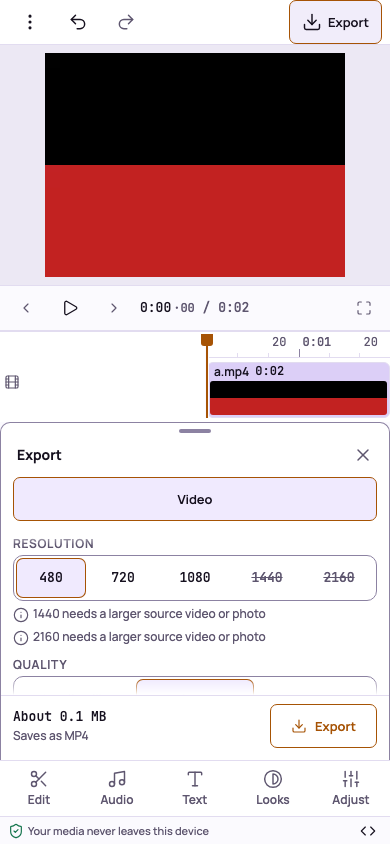 Export
0:00·00 / 0:02
20 0:01 20
a.mp4 0:02
Export
Video
RESOLUTION
480 720 1080 1440 2160
1440 needs a larger source video or photo
2160 needs a larger source video or photo
QUALITY
About 0.1 MB
Saves as MP4
Export
Edit Audio Text Looks Adjust
Your media never leaves this device